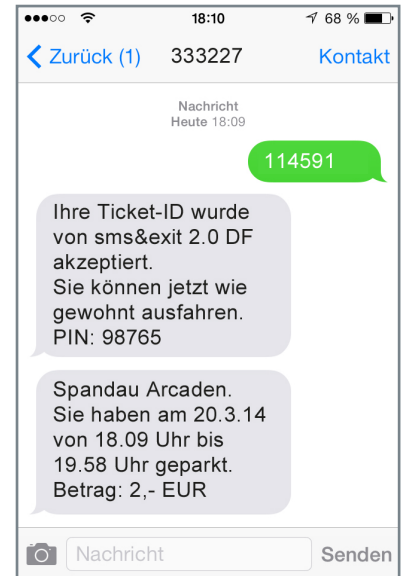 18:10
68 %
Zurück (1)
333227
Kontakt
Nachricht
Heute 18:09
114591
Ihre Ticket-ID wurde
von sms&exit 2.0 DF
akzeptiert.
Sie können jetzt wie
gewohnt ausfahren.
PIN: 98765
Spandau Arcaden.
Sie haben am 20.3.14
von 18.09 Uhr bis
19.58 Uhr geparkt.
Betrag: 2,- EUR
Nachricht
Senden